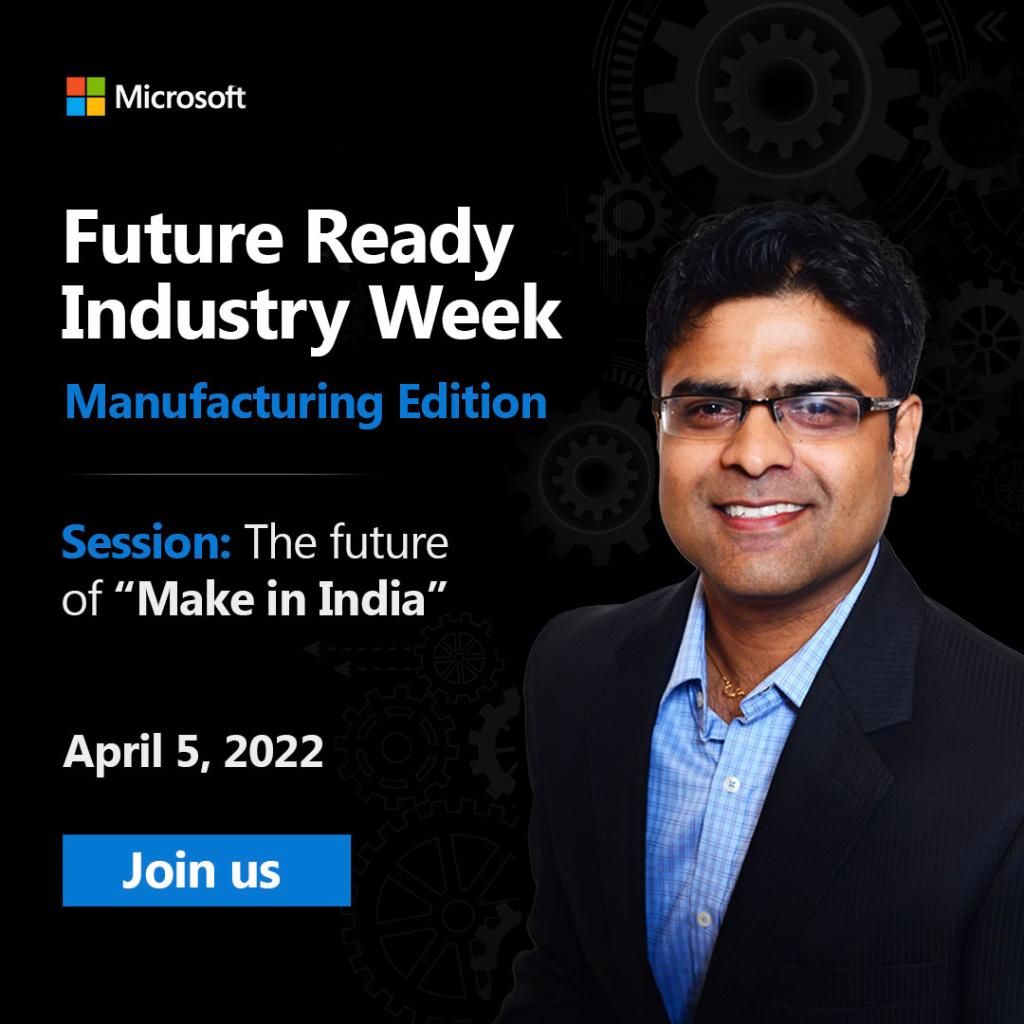 Microsoft
Future Ready
Industry Week
Manufacturing Edition
Session: The future
of “Make in India”
April 5, 2022
Join us